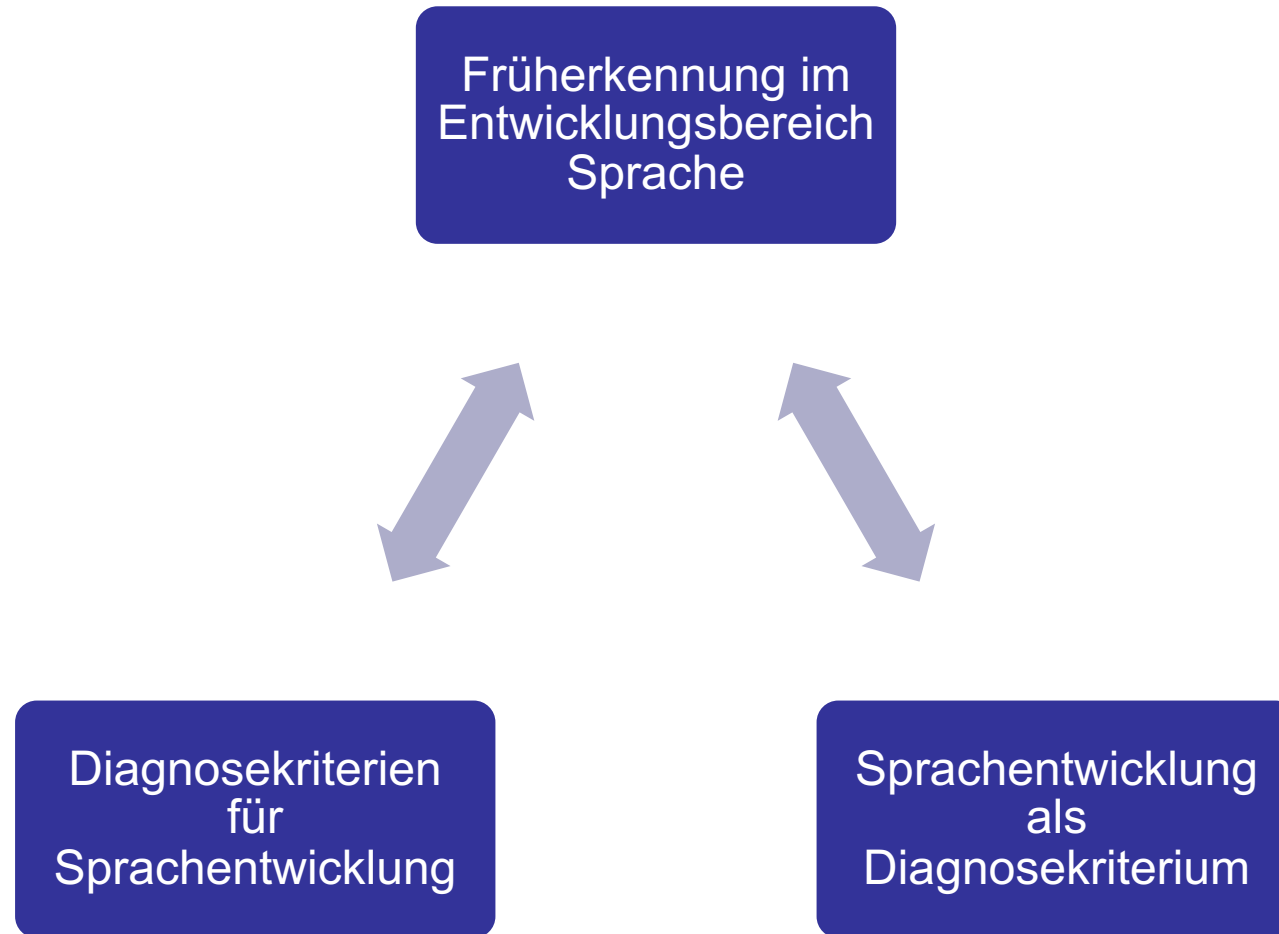 Früherkennung im
Entwicklungsbereich
Sprache
Diagnosekriterien
für
Sprachentwicklung
Sprachentwicklung
als
Diagnosekriterium